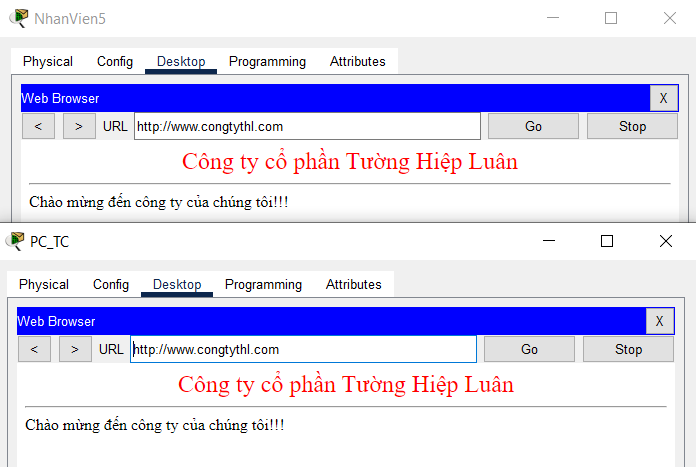 NhanVien5
Physical Config Desktop Programming Attributes
Web Browser X
< > URL http://www.congtythl.com Go Stop
Công ty cổ phần Tường Hiệp Luân
Chào mừng đến công ty của chúng tôi!!!
PC_TC
Physical Config Desktop Programming Attributes
Web Browser X
< > URL http://www.congtythl.com Go Stop
Công ty cổ phần Tường Hiệp Luân
Chào mừng đến công ty của chúng tôi!!!